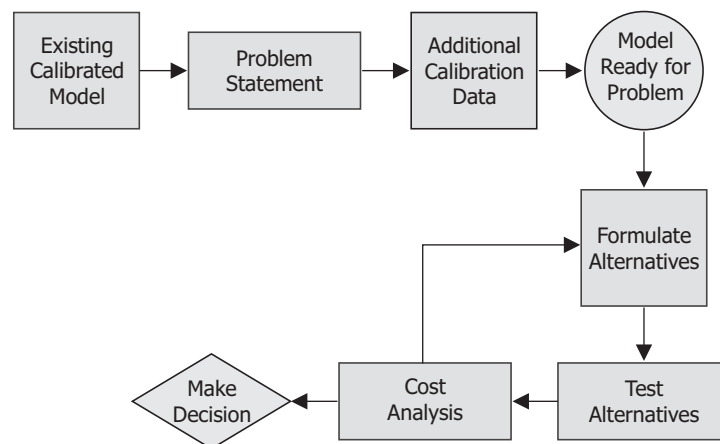 Existing
Calibrated
Model
Problem
Statement
Additional
Calibration
Data
Model
Ready for
Problem
Formulate
Alternatives
Test
Alternatives
Cost
Analysis
Make
Decision